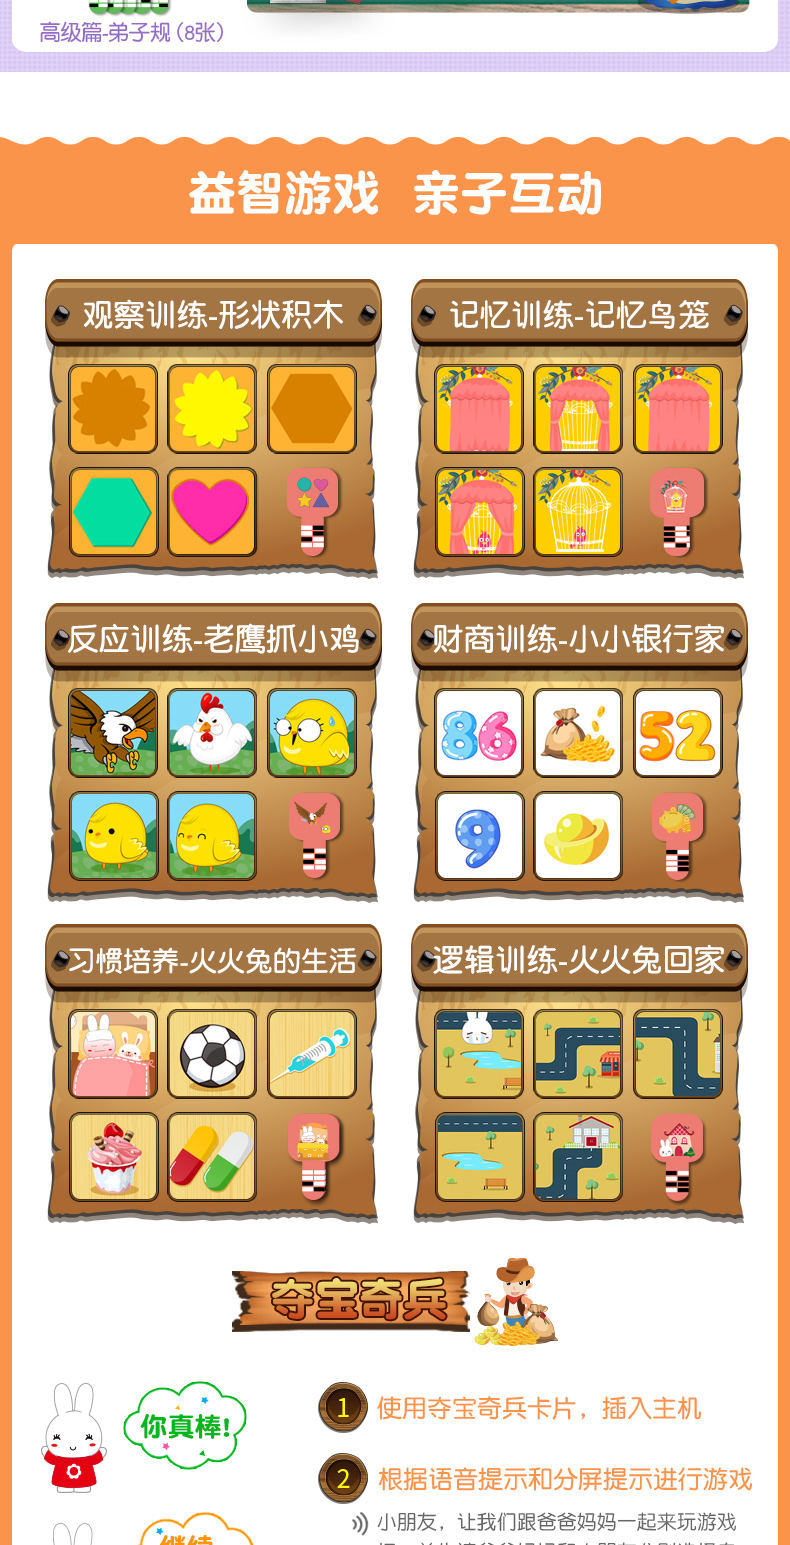 高级篇-弟子规（8张）
益智游戏 亲子互动
观察训练-形状积木
记忆训练-记忆鸟笼
反应训练-老鹰抓小鸡
财商训练-小小银行家
86
52
9
习惯培养-火火兔的生活
逻辑训练-火火兔回家
夺宝奇兵
你真棒!
1 使用夺宝奇兵卡片，插入主机
2 根据语音提示和分屏提示进行游戏
小朋友，让我们跟爸爸妈妈一起来玩游戏
继续